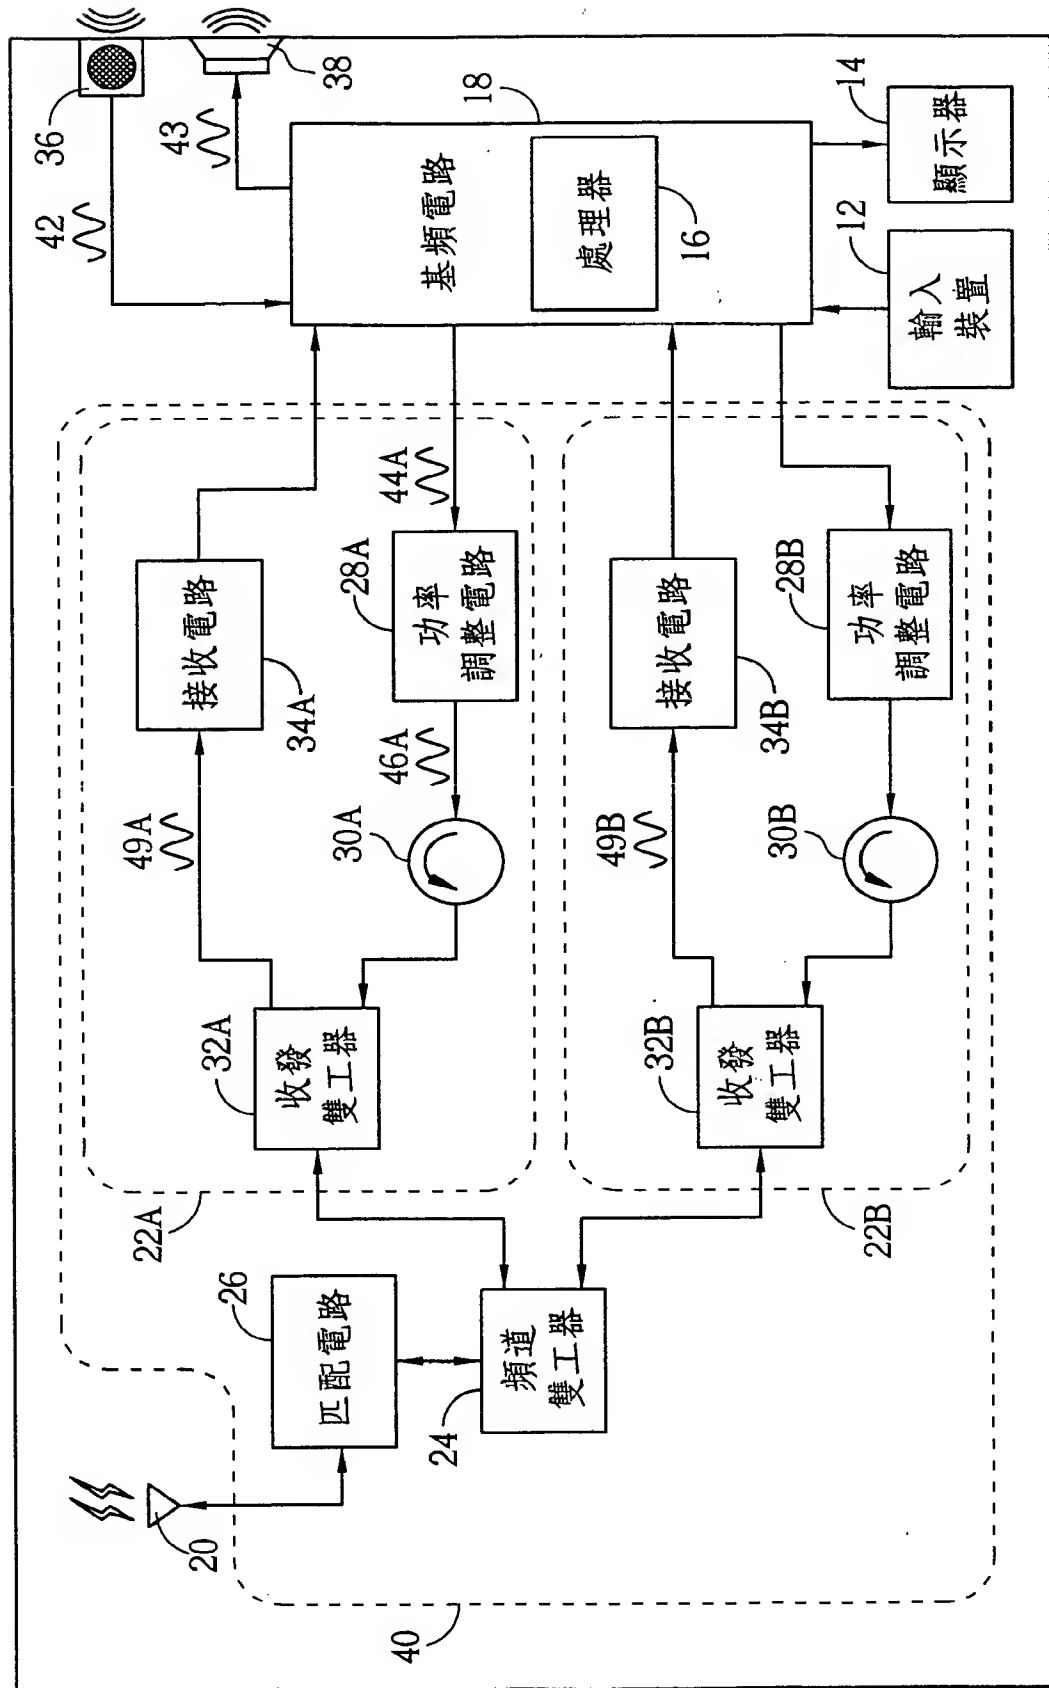 20
匹配電路
26
頻道
雙工器
24
22A
收發
雙工器
32A
49A
接收電路
34A
30A
46A
功率
調整電路
28A
44A
22B
收發
雙工器
32B
49B
接收電路
34B
30B
功率
調整電路
28B
40
42
36
43
38
基頻電路
18
處理器
16
輸入
裝置
12
顯示器
14